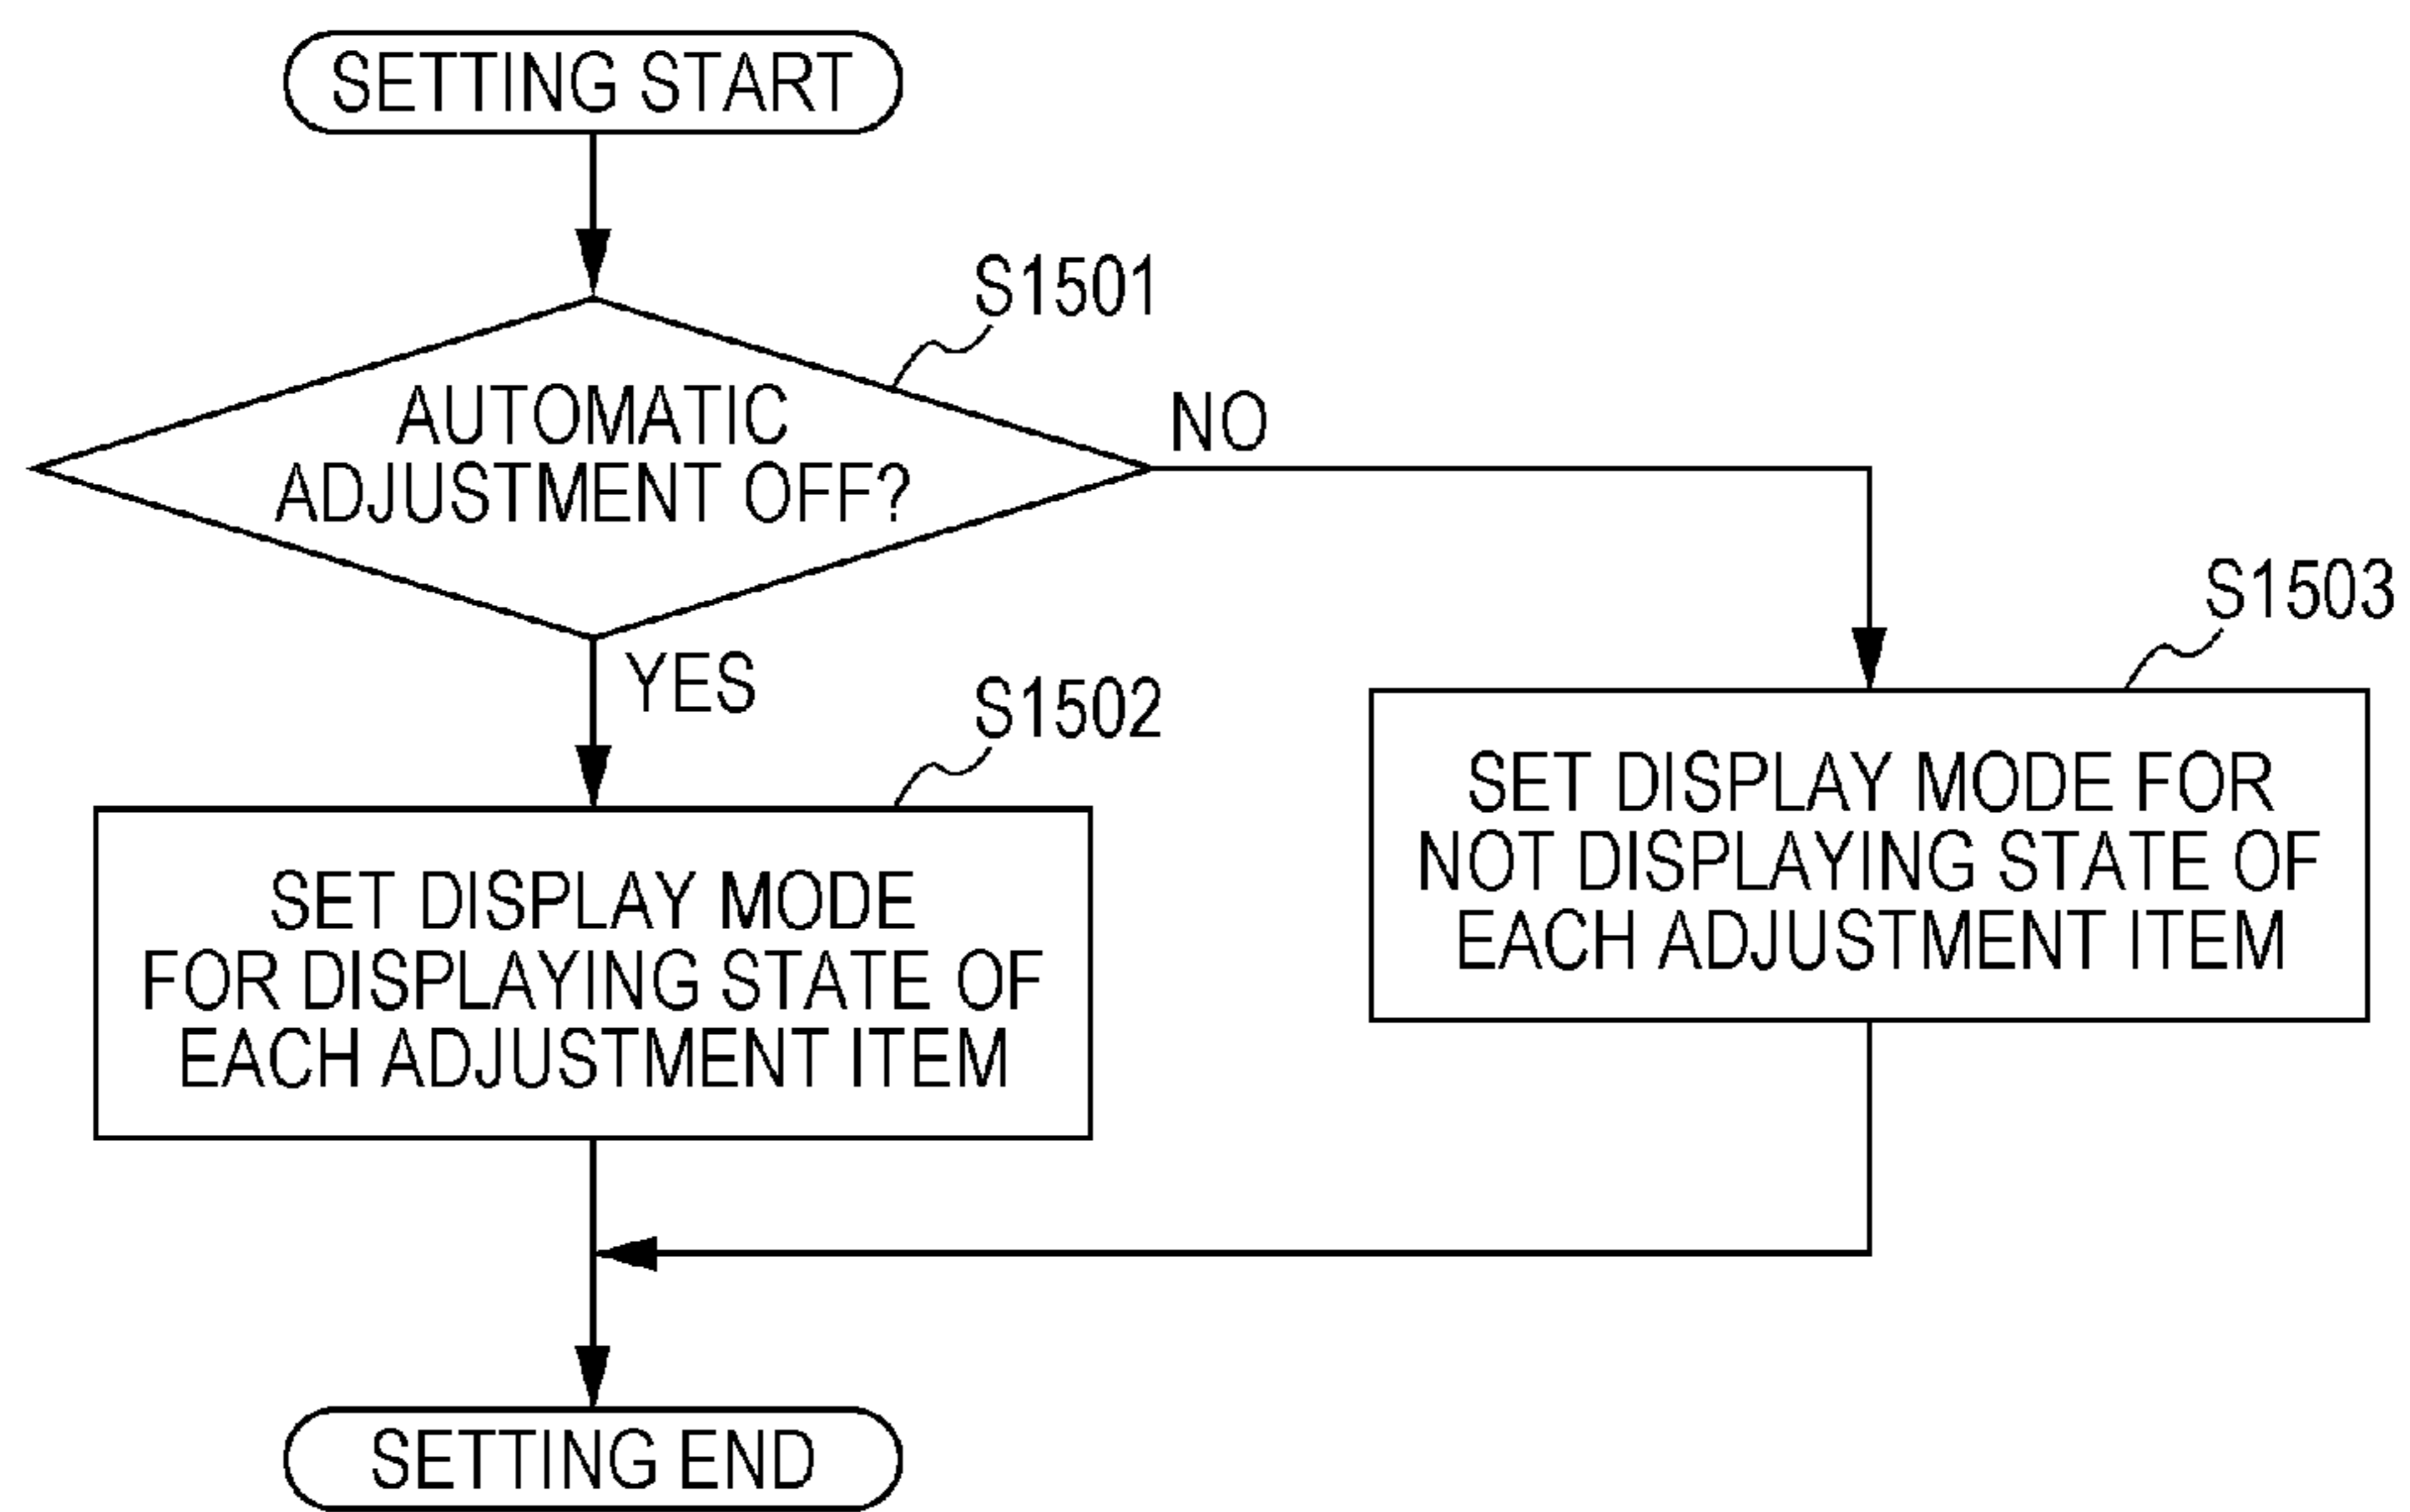 SETTING START
S1501
AUTOMATIC
ADJUSTMENT OFF?
NO
YES
S1502
SET DISPLAY MODE
FOR DISPLAYING STATE OF
EACH ADJUSTMENT ITEM
S1503
SET DISPLAY MODE FOR
NOT DISPLAYING STATE OF
EACH ADJUSTMENT ITEM
SETTING END